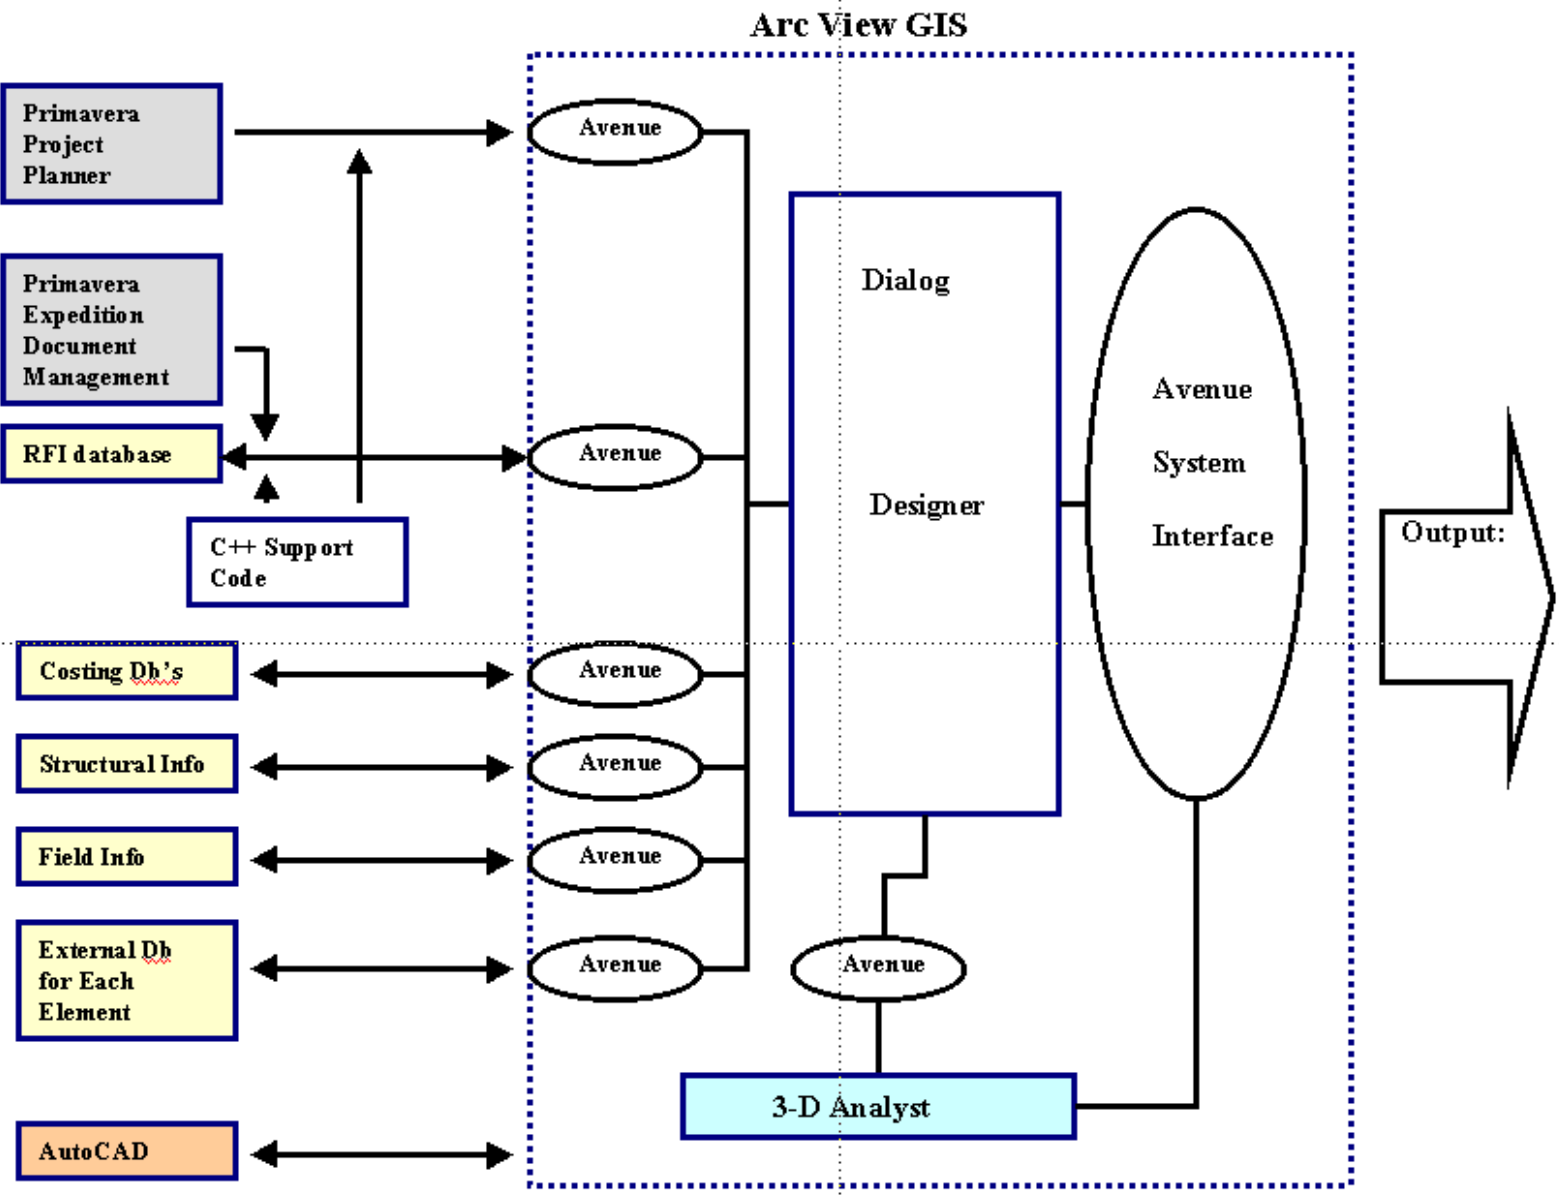 Arc View GIS
Primavera
Project
Planner
Avenue
Primavera
Expedition
Document
Management
Dialog
Avenue
RFI database
Avenue
System
Designer
Interface
Output:
C++ Support
Code
Costing Db's
Avenue
Structural Info
Avenue
Field Info
Avenue
External Db
for Each
Element
Avenue
Avenue
3-D Analyst
AutoCAD